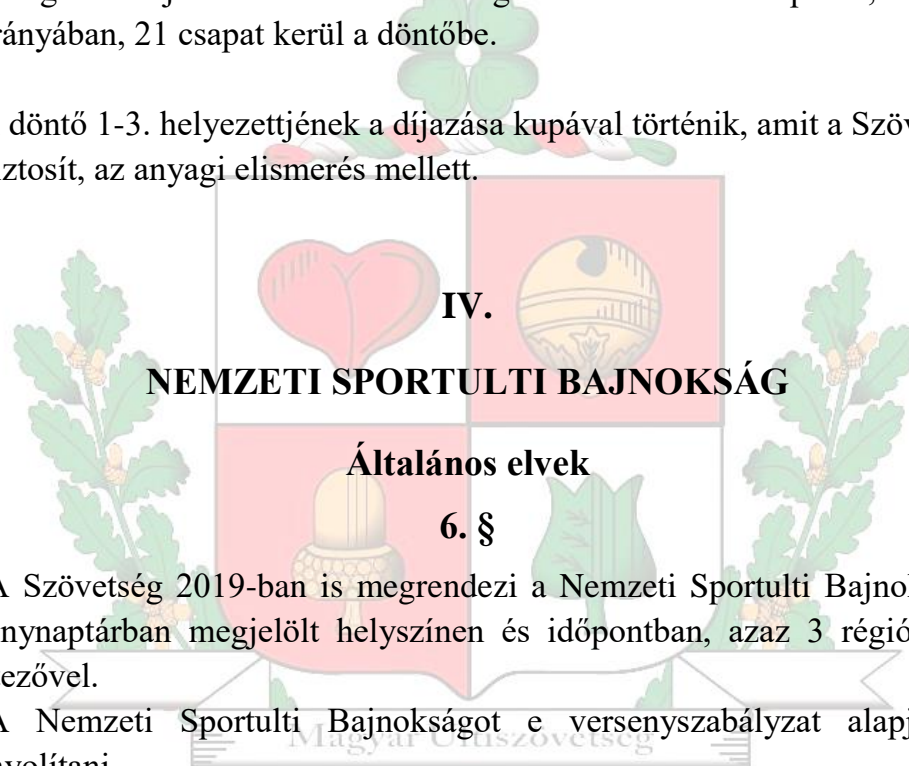 rányában, 21 csapat kerül a döntőbe.
döntő 1-3. helyezettjének a díjazása kupával történik, amit a Szöv
ztosít, az anyagi elismerés mellett.
IV.
NEMZETI SPORTULTI BAJNOKSÁG
Általános elvek
6. §
A Szövetség 2019-ban is megrendezi a Nemzeti Sportulti Bajno
nynaptárban megjelölt helyszínen és időpontban, azaz 3 régió
ezővel.
A Nemzeti Sportulti Bajnokságot e versenyszabályzat alap
Magyar Ultiszövetség